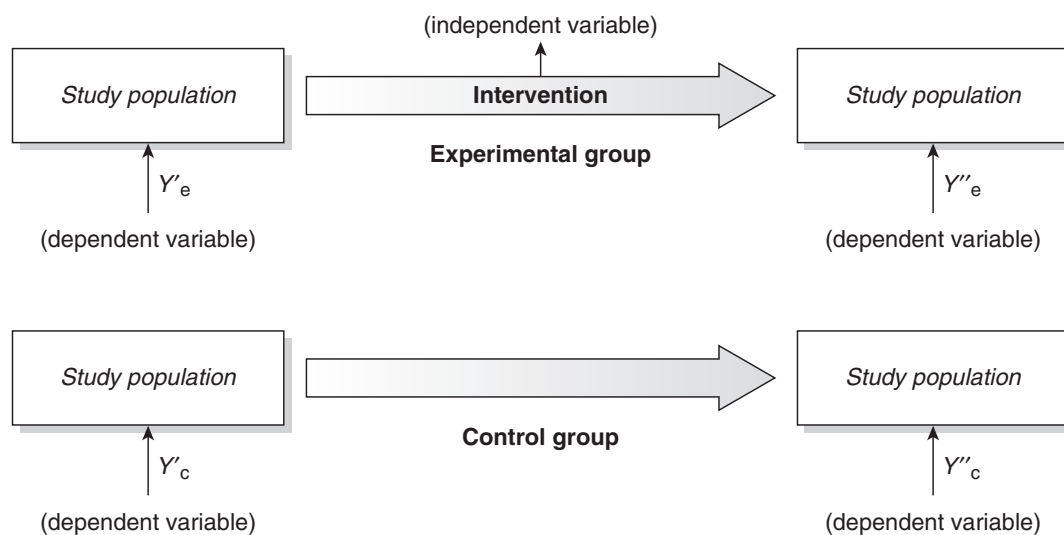 (independent variable)
Study population
Intervention
Study population
Experimental group
Y′e
Y′′e
(dependent variable)
(dependent variable)
Study population
Study population
Control group
Y′c
Y′′c
(dependent variable)
(dependent variable)